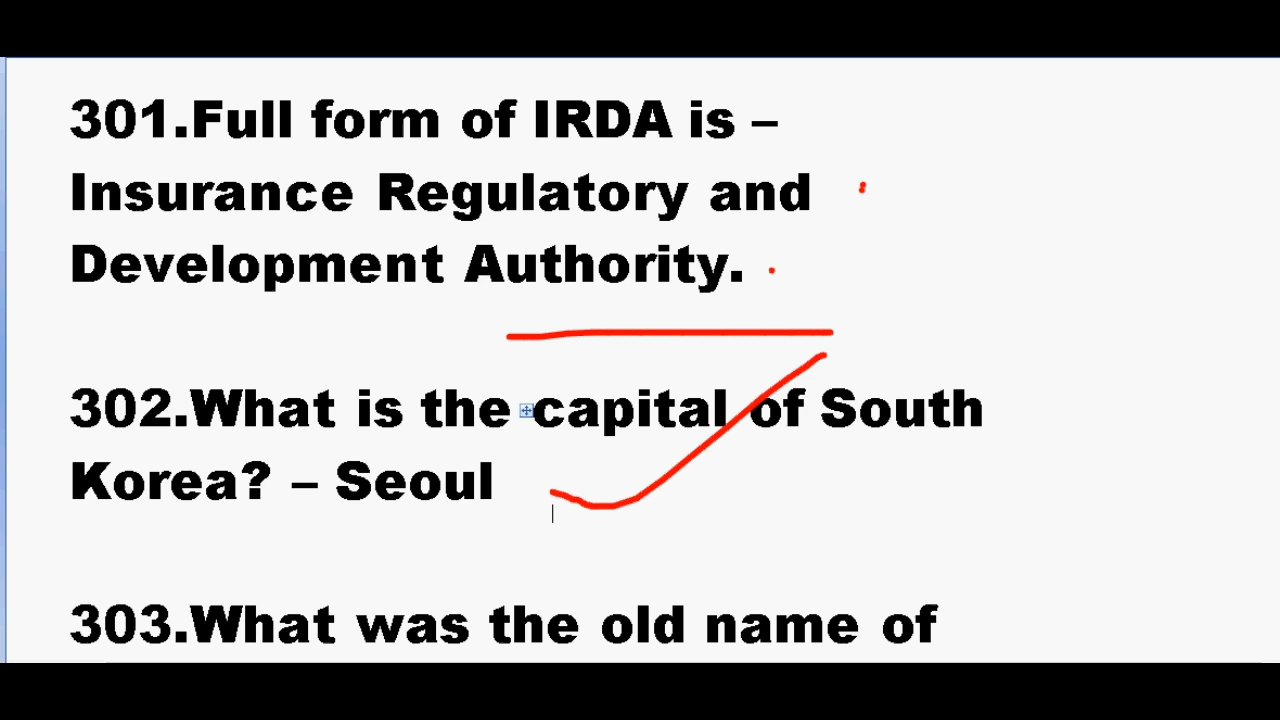 301.Full form of IRDA is –
Insurance Regulatory and
Development Authority.
302.What is the capital of South
Korea? – Seoul
303.What was the old name of